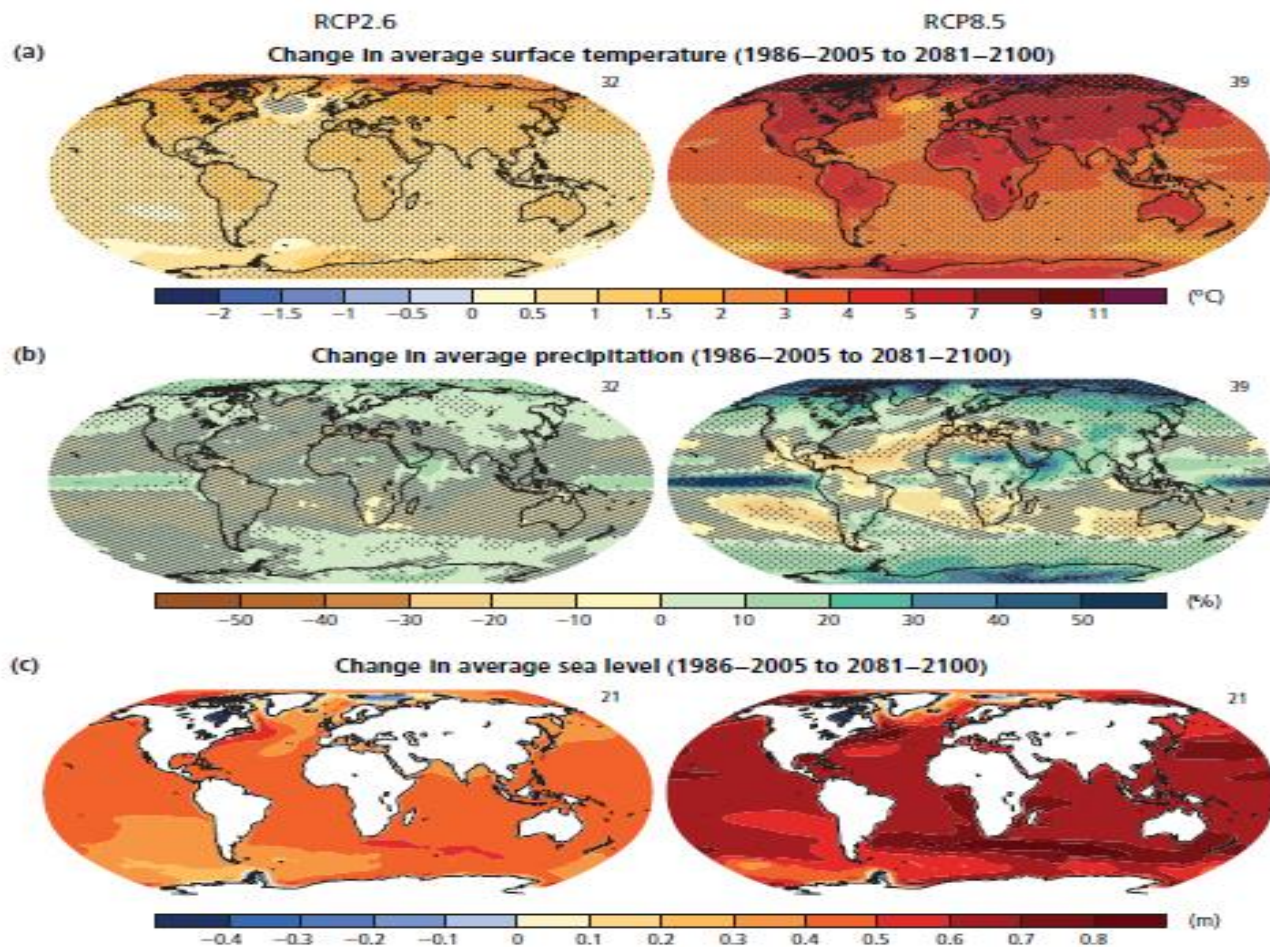 RCP2.6 RCP8.5
(a) Change in average surface temperature (1986–2005 to 2081–2100)
32 39
−2 −1.5 −1 −0.5 0 0.5 1 1.5 2 3 4 5 7 9 11 (°C)
(b) Change in average precipitation (1986–2005 to 2081–2100)
32 39
−50 −40 −30 −20 −10 0 10 20 30 40 50 (%)
(c) Change in average sea level (1986–2005 to 2081–2100)
21 21
−0.4 −0.3 −0.2 −0.1 0 0.1 0.2 0.3 0.4 0.5 0.6 0.7 0.8 (m)